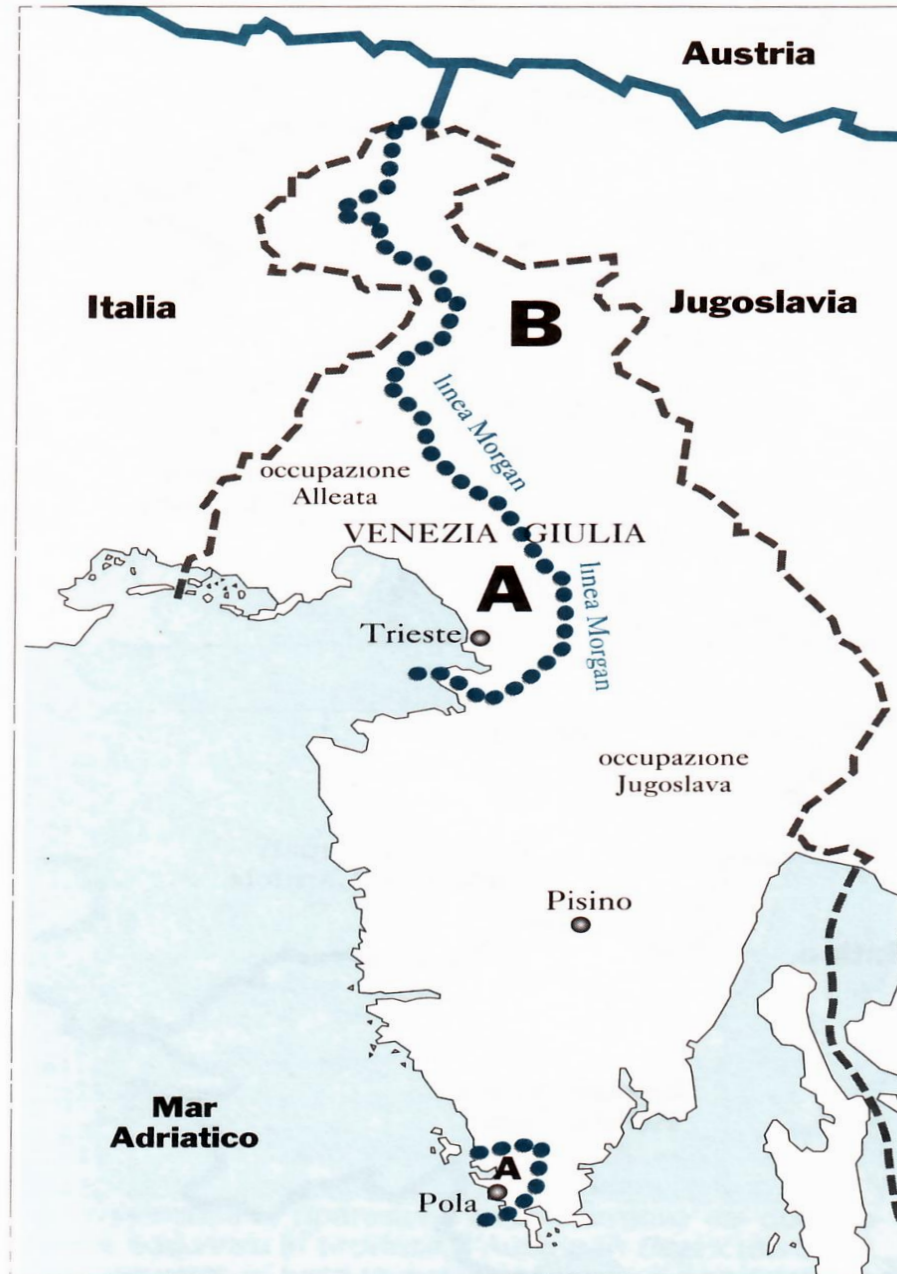 Austria
Italia
Jugoslavia
B
linea Morgan
occupazione
Alleata
VENEZIA GIULIA
A
linea Morgan
Trieste
occupazione
Jugoslava
Pisino
Mar
Adriatico
A
Pola